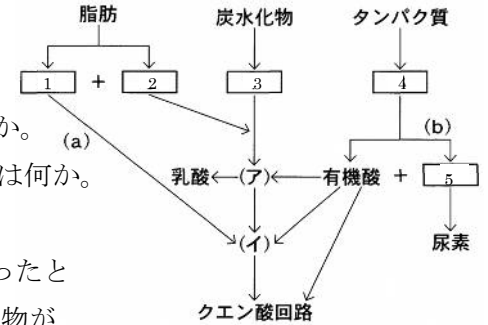 脂肪 炭水化物 タンパク質
1 + 2 3 4
か。
(a) (b)
は何か。
乳酸 (ア) 有機酸 + 5
(イ) 尿素
ったと
物が
クエン酸回路